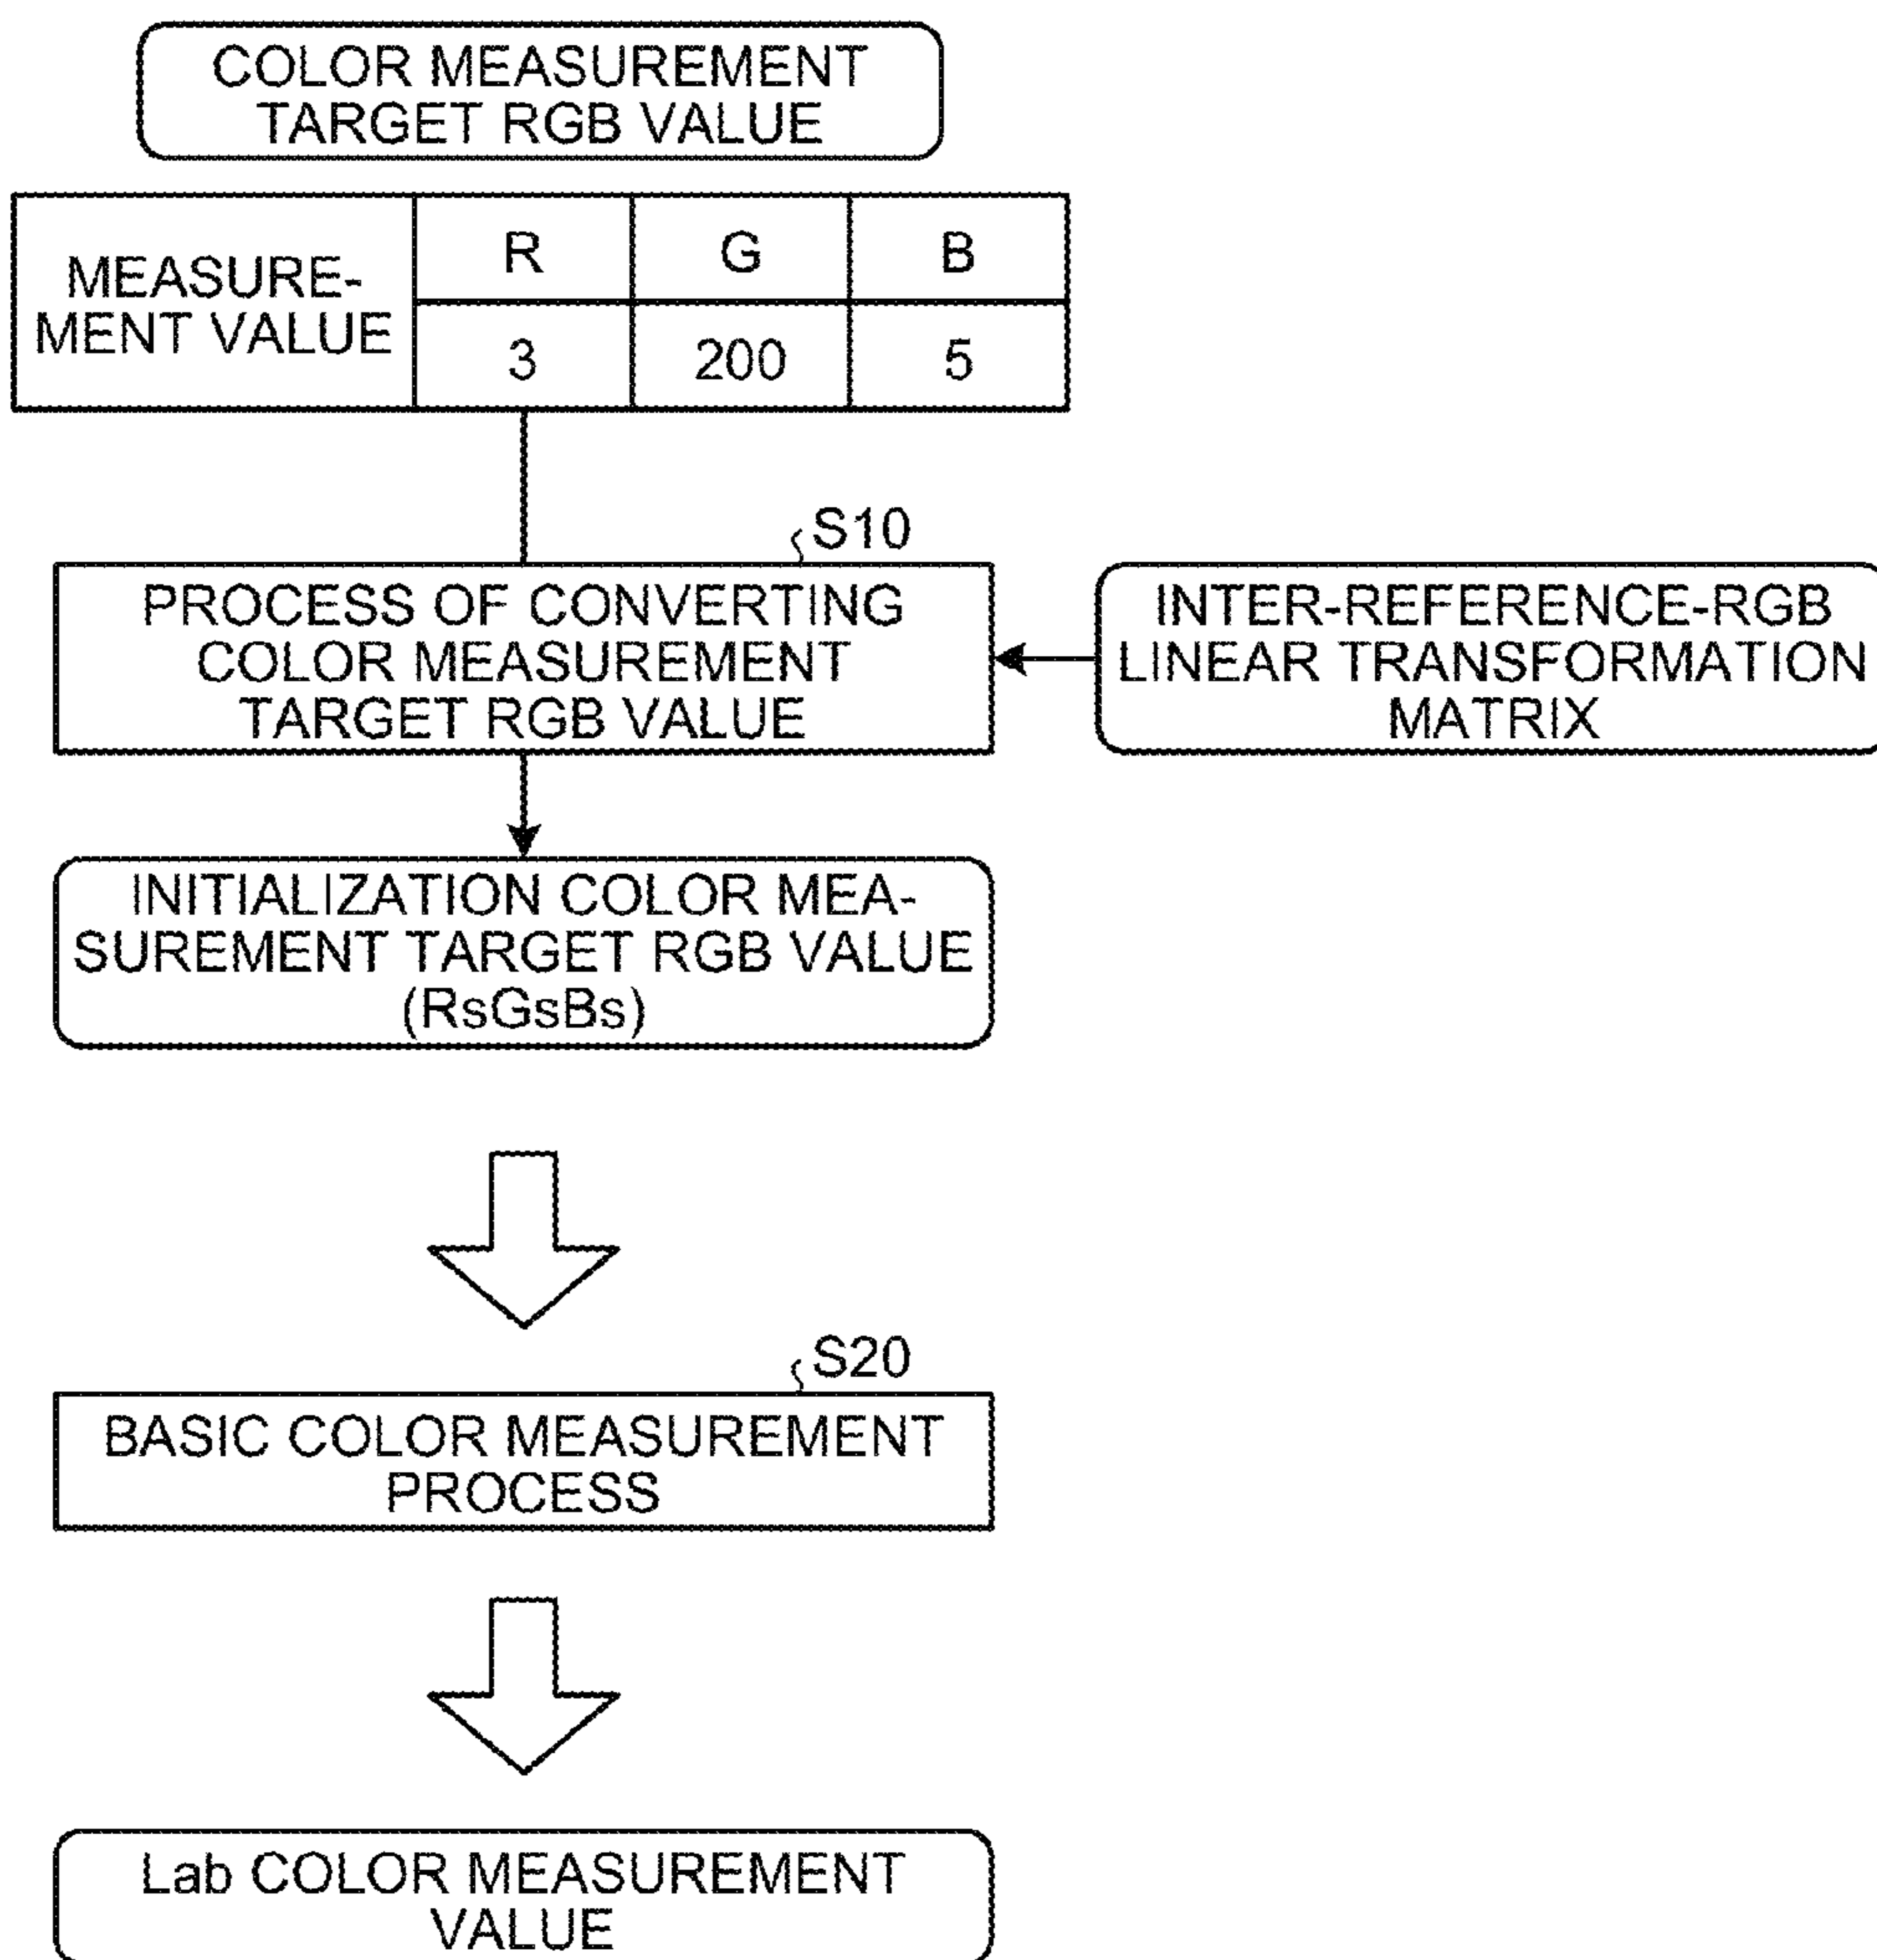 COLOR MEASUREMENT
TARGET RGB VALUE
MEASURE-
MENT VALUE
R G B
3 200 5
S10
PROCESS OF CONVERTING
COLOR MEASUREMENT
TARGET RGB VALUE
INTER-REFERENCE-RGB
LINEAR TRANSFORMATION
MATRIX
INITIALIZATION COLOR MEA-
SUREMENT TARGET RGB VALUE
(RsGsBs)
S20
BASIC COLOR MEASUREMENT
PROCESS
Lab COLOR MEASUREMENT
VALUE